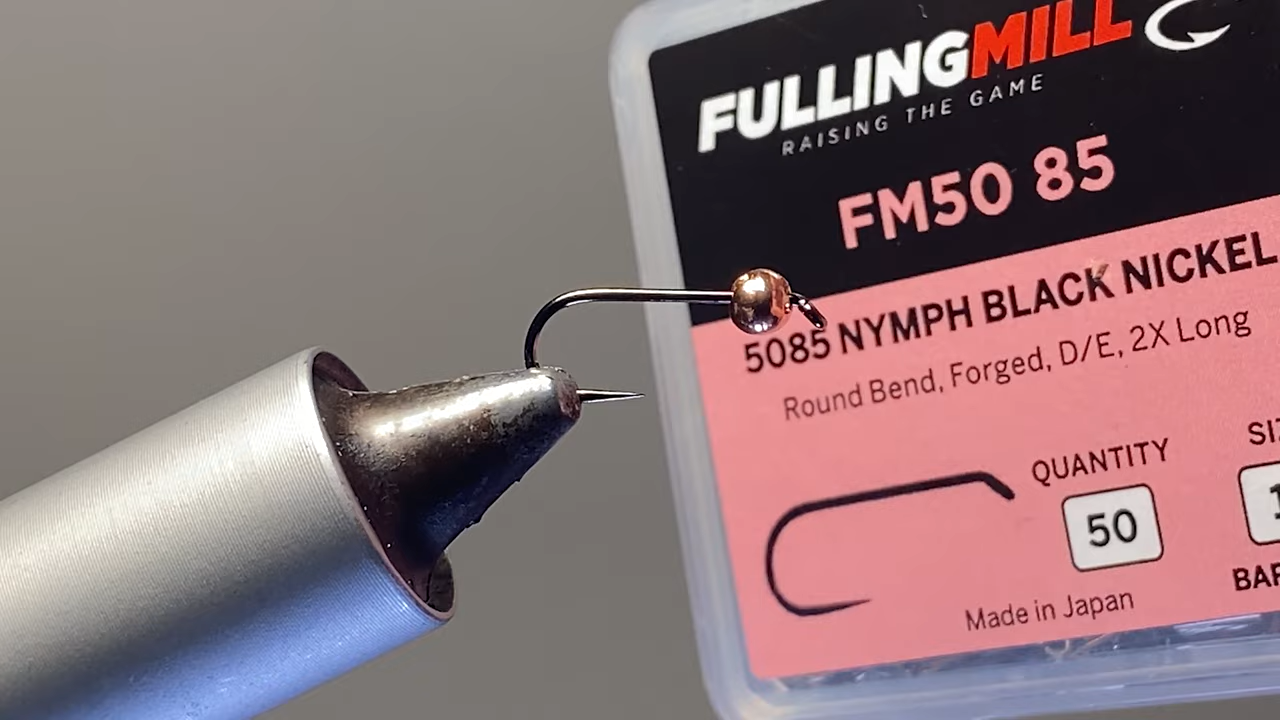 FULLINGMILL
RAISING THE GAME
FM50 85
5085 NYMPH BLACK NICKEL
Round Bend, Forged, D/E, 2X Long
QUANTITY
50
Made in Japan